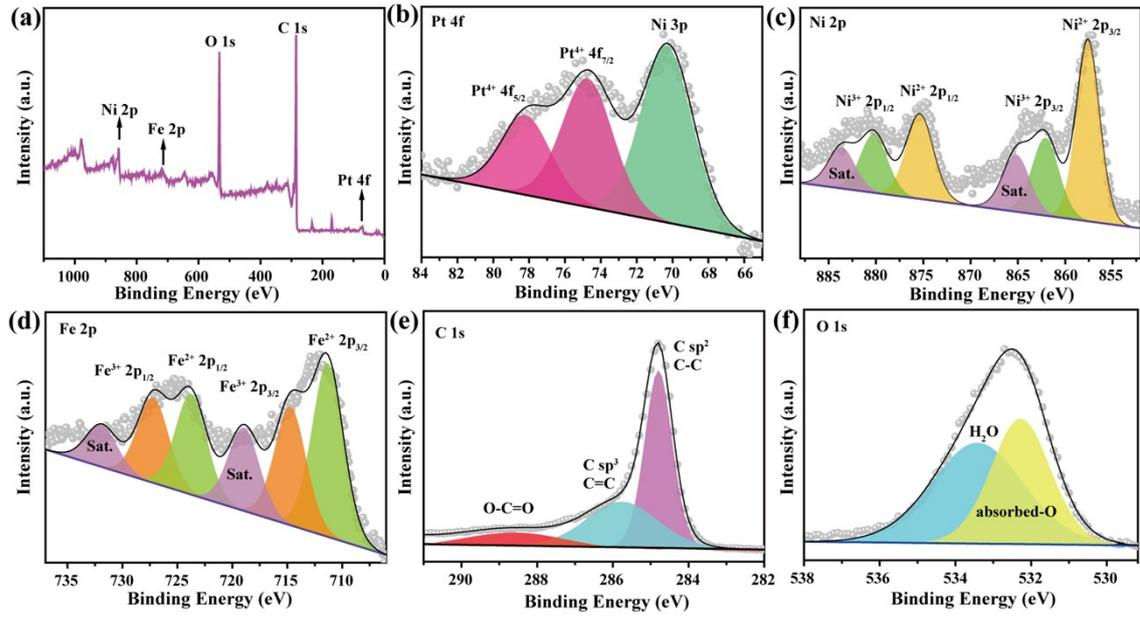 (a)
O 1s
C 1s
Ni 2p
Fe 2p
Pt 4f
Intensity (a.u.)
1000 800 600 400 200 0
Binding Energy (eV)
(b)
Pt 4f
Ni 3p
Pt⁴⁺ 4f₇/₂
Pt⁴⁺ 4f₅/₂
Intensity (a.u.)
84 82 80 78 76 74 72 70 68 66
Binding Energy (eV)
(c)
Ni 2p
Ni²⁺ 2p₃/₂
Ni³⁺ 2p₁/₂
Ni²⁺ 2p₁/₂
Ni³⁺ 2p₃/₂
Sat.
Sat.
Intensity (a.u.)
885 880 875 870 865 860 855
Binding Energy (eV)
(d)
Fe 2p
Fe²⁺ 2p₃/₂
Fe³⁺ 2p₁/₂
Fe²⁺ 2p₁/₂
Fe³⁺ 2p₃/₂
Sat.
Sat.
Intensity (a.u.)
735 730 725 720 715 710
Binding Energy (eV)
(e)
C 1s
C sp²
C-C
C sp³
C=C
O-C=O
Intensity (a.u.)
290 288 286 284 282
Binding Energy (eV)
(f)
O 1s
H₂O
absorbed-O
Intensity (a.u.)
538 536 534 532 530
Binding Energy (eV)